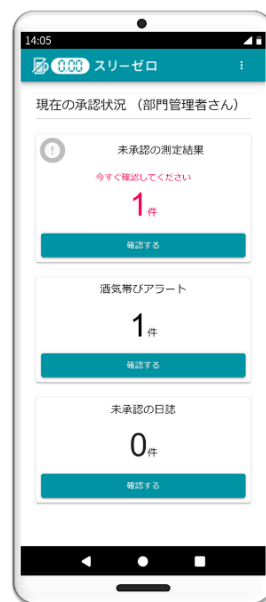 14:05
0.00 スリーゼロ
現在の承認状況 （部門管理者さん）
未承認の測定結果
今すぐ確認してください
1件
確認する
酒気帯びアラート
1件
確認する
未承認の日誌
0件
確認する